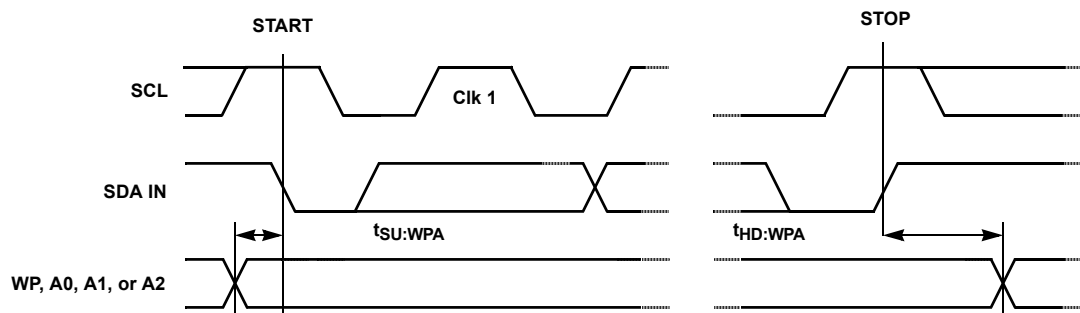 START
STOP
SCL
Clk 1
SDA IN
tSU:WPA
tHD:WPA
WP, A0, A1, or A2